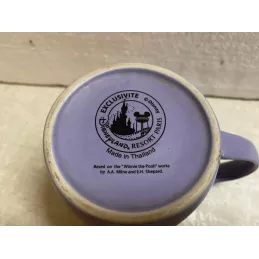 EXCLUSIVITE © Disney
DISNEYLAND, RESORT PARIS
Made in Thailand
Based on the "Winnie the Pooh" works
by A.A. Milne and E.H. Shepard.